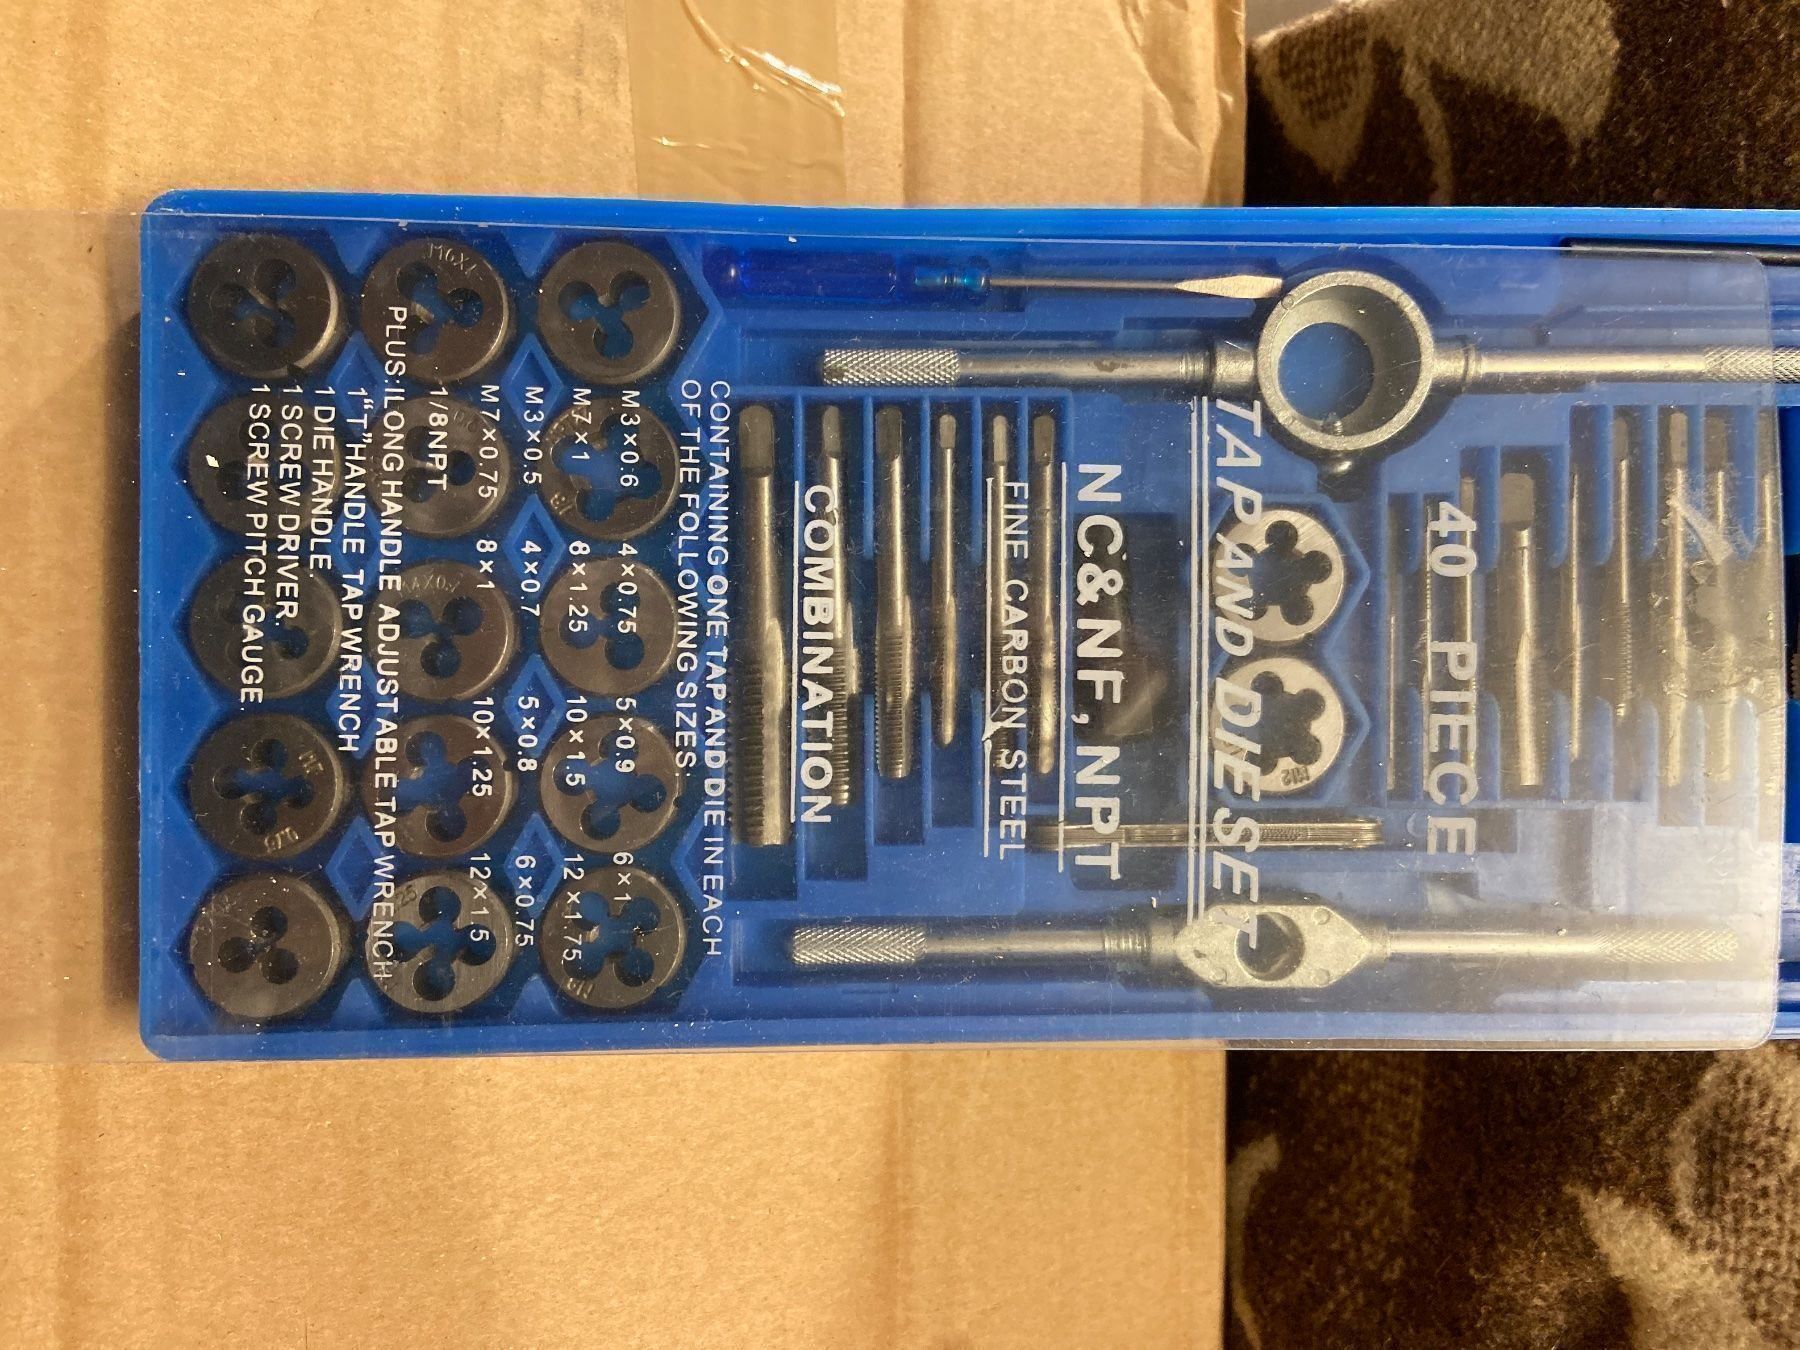 40 PIECE
TAP AND DIE SET
NC&NF, NPT
FINE CARBON STEEL
COMBINATION
CONTAINING ONE TAP AND DIE IN EACH
OF THE FOLLOWING SIZES:
M3×0.6 4×0.75 5×0.9 6×1
M7×1 8×1.25 10×1.5 12×1.75
M3×0.5 4×0.7 5×0.8 6×0.75
M7×0.75 8×1 10×1.25 12×1.5
1/8NPT
PLUS:1LONG HANDLE ADJUSTABLE TAP WRENCH
1“T”HANDLE TAP WRENCH
1 DIE HANDLE.
1 SCREW DRIVER.
1 SCREW PITCH GAUGE.
M12